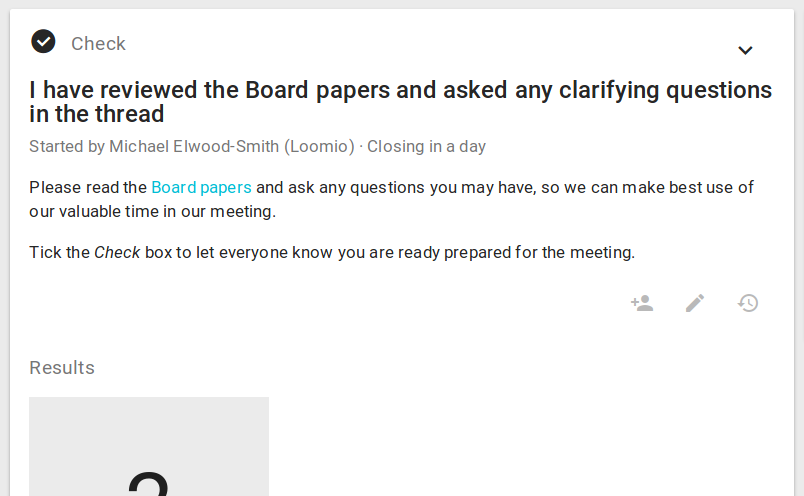 Check
I have reviewed the Board papers and asked any clarifying questions
in the thread
Started by Michael Elwood-Smith (Loomio) · Closing in a day
Please read the Board papers and ask any questions you may have, so we can make best use of
our valuable time in our meeting.
Tick the Check box to let everyone know you are ready prepared for the meeting.
Results